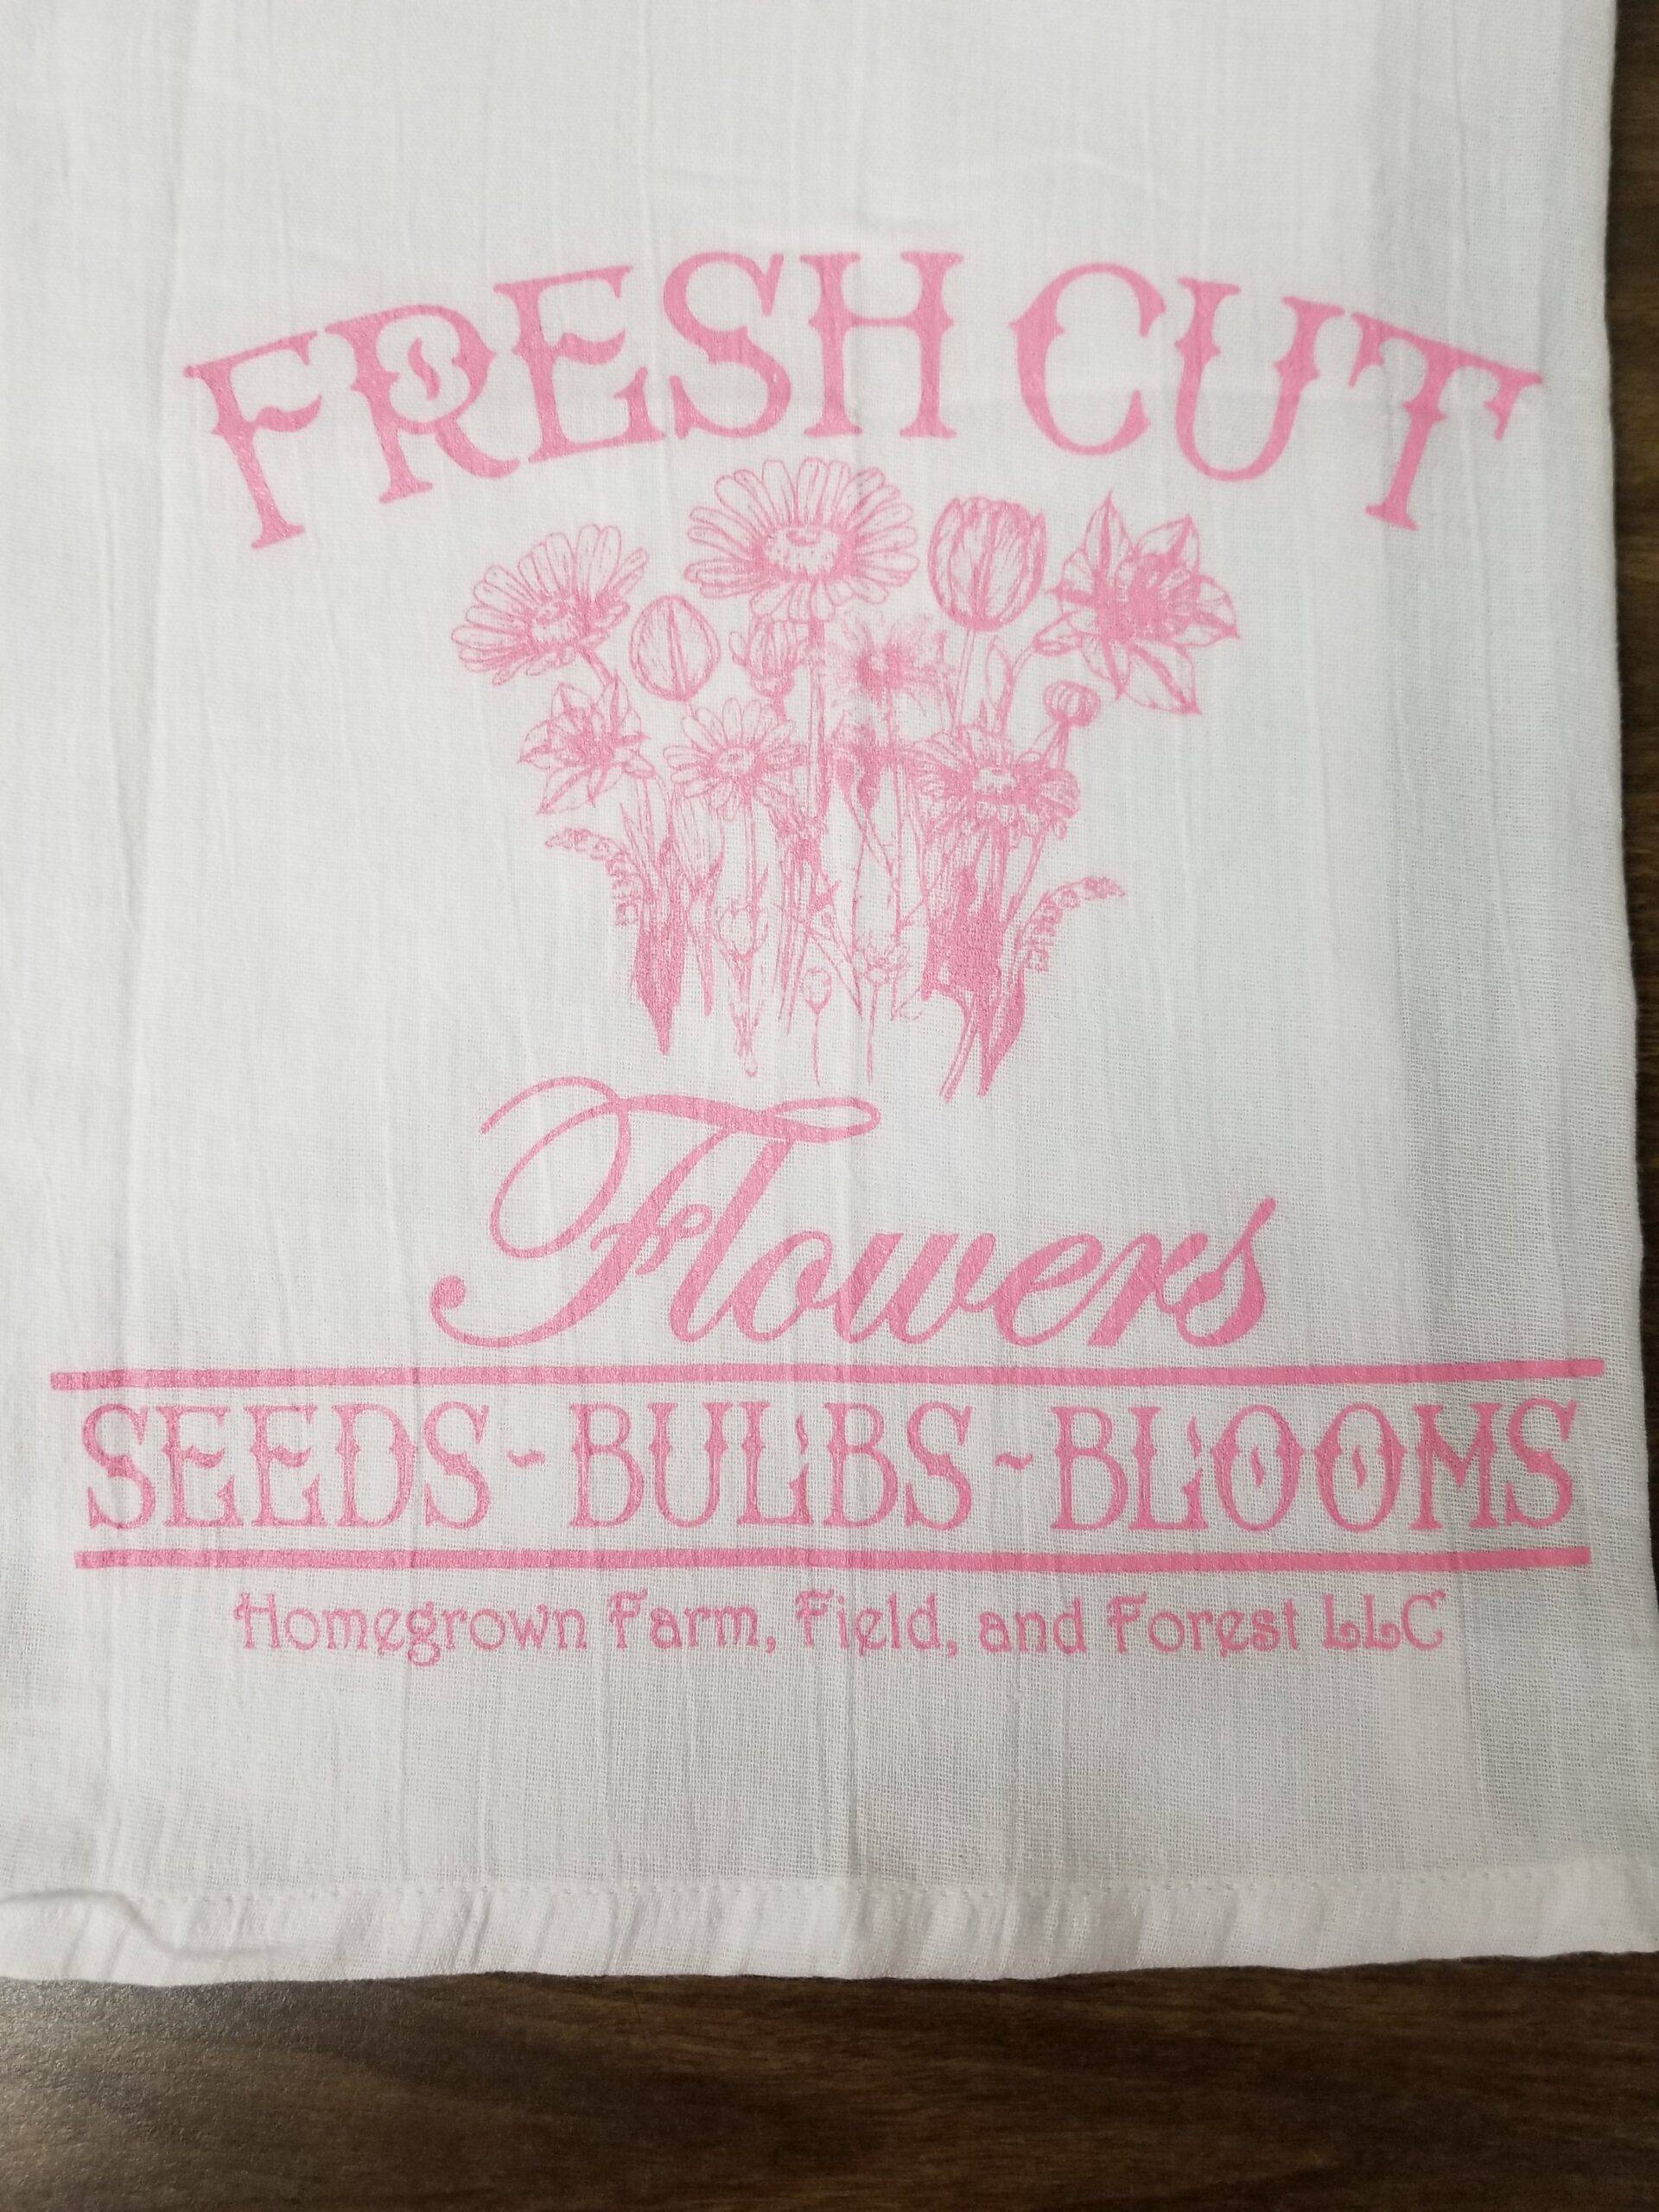 FRESH CUT
Flowers
SEEDS~BULBS~BLOOMS
Homegrown Farm, Field, and Forest LLC